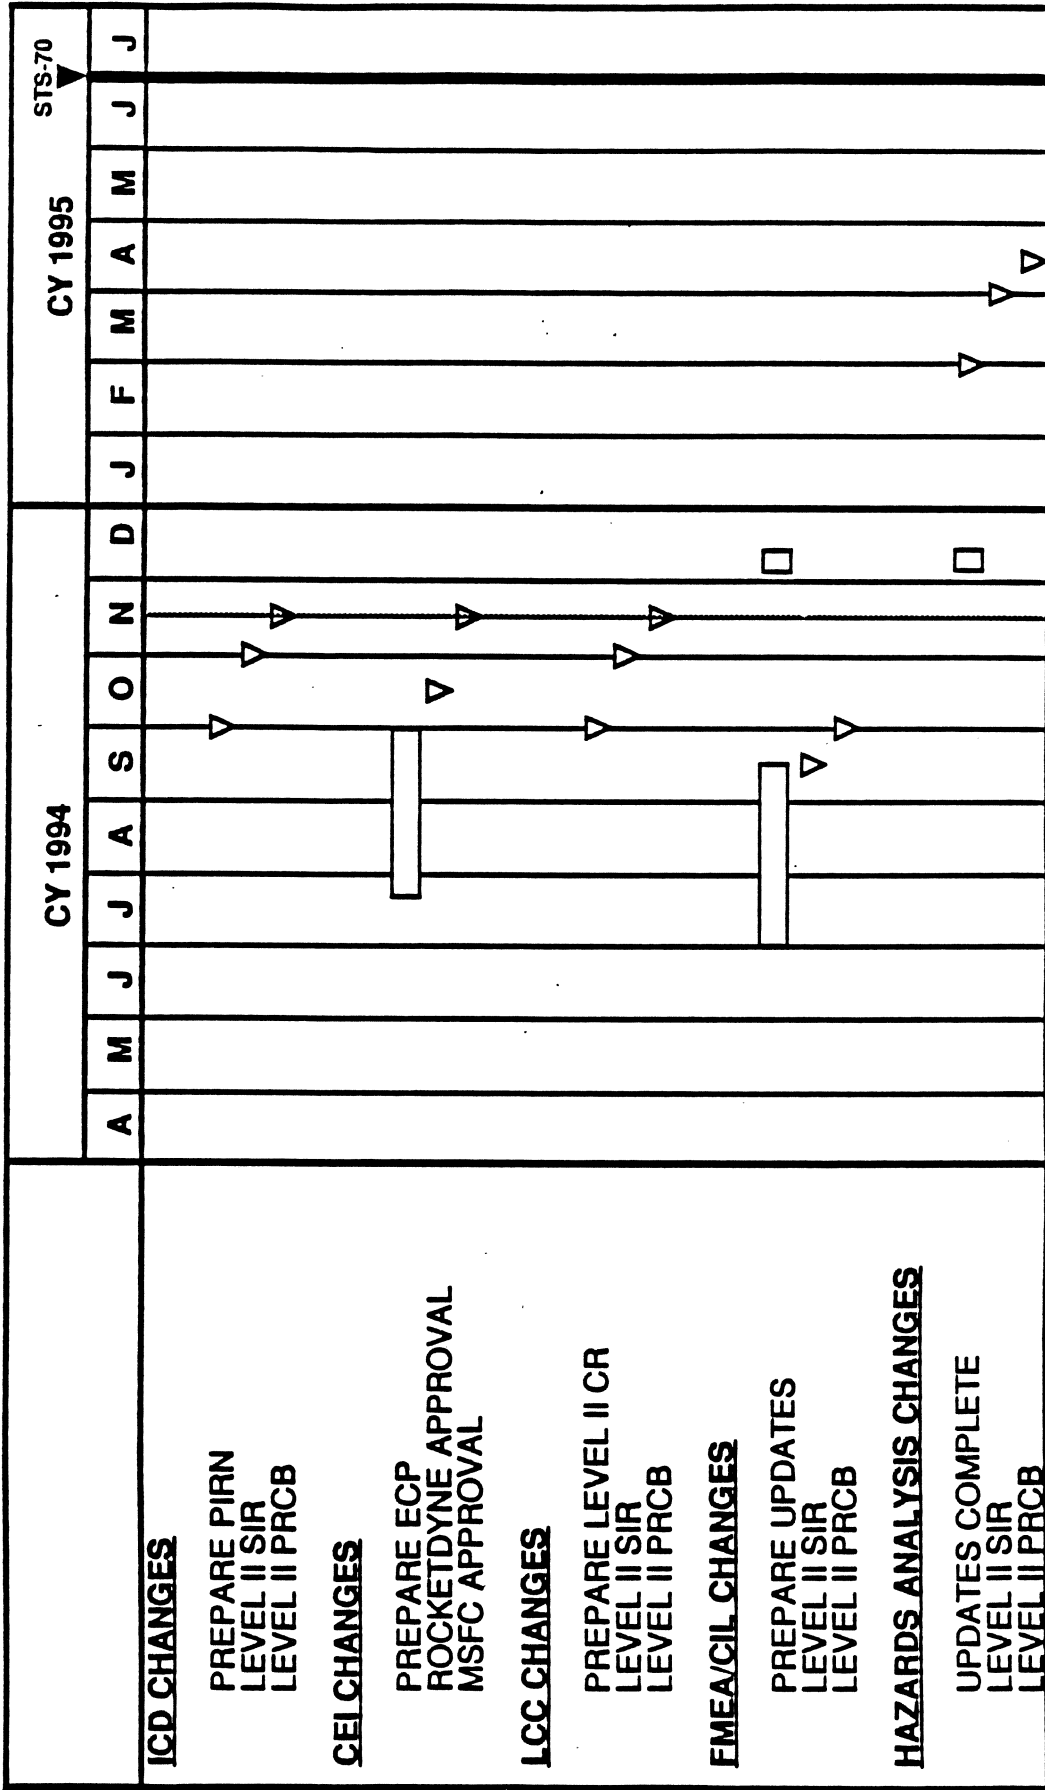 CY 1994
CY 1995
STS-70
A M J J A S O N D J F M A M J J
ICD CHANGES
PREPARE PIRN
LEVEL II SIR
LEVEL II PRCB
CEI CHANGES
PREPARE ECP
ROCKETDYNE APPROVAL
MSFC APPROVAL
LCC CHANGES
PREPARE LEVEL II CR
LEVEL II SIR
LEVEL II PRCB
FMEA/CIL CHANGES
PREPARE UPDATES
LEVEL II SIR
LEVEL II PRCB
HAZARDS ANALYSIS CHANGES
UPDATES COMPLETE
LEVEL II SIR
LEVEL II PRCB